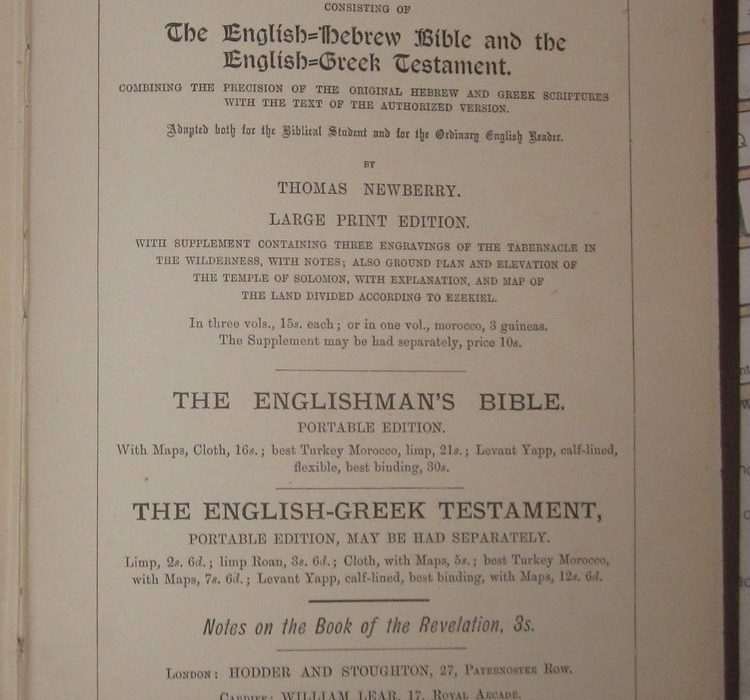 CONSISTING OF
The English=Hebrew Bible and the
English=Greek Testament.
COMBINING THE PRECISION OF THE ORIGINAL HEBREW AND GREEK SCRIPTURES
WITH THE TEXT OF THE AUTHORIZED VERSION.
Adapted both for the Biblical Student and for the Ordinary English Reader.
BY
THOMAS NEWBERRY.
LARGE PRINT EDITION.
WITH SUPPLEMENT CONTAINING THREE ENGRAVINGS OF THE TABERNACLE IN
THE WILDERNESS, WITH NOTES; ALSO GROUND PLAN AND ELEVATION OF
THE TEMPLE OF SOLOMON, WITH EXPLANATION, AND MAP OF
THE LAND DIVIDED ACCORDING TO EZEKIEL.
In three vols., 15s. each; or in one vol., morocco, 3 guineas.
The Supplement may be had separately, price 10s.
THE ENGLISHMAN'S BIBLE.
PORTABLE EDITION.
With Maps, Cloth, 16s.; best Turkey Morocco, limp, 21s.; Levant Yapp, calf-lined,
flexible, best binding, 30s.
THE ENGLISH-GREEK TESTAMENT,
PORTABLE EDITION, MAY BE HAD SEPARATELY.
Limp, 2s. 6d.; limp Roan, 3s. 6d.; Cloth, with Maps, 5s.; best Turkey Morocco,
with Maps, 7s. 6d.; Levant Yapp, calf-lined, best binding, with Maps, 12s. 6d.
Notes on the Book of the Revelation, 3s.
LONDON: HODDER AND STOUGHTON, 27, PATERNOSTER ROW.
CARDIFF: WILLIAM LEAR, 17, ROYAL ARCADE.